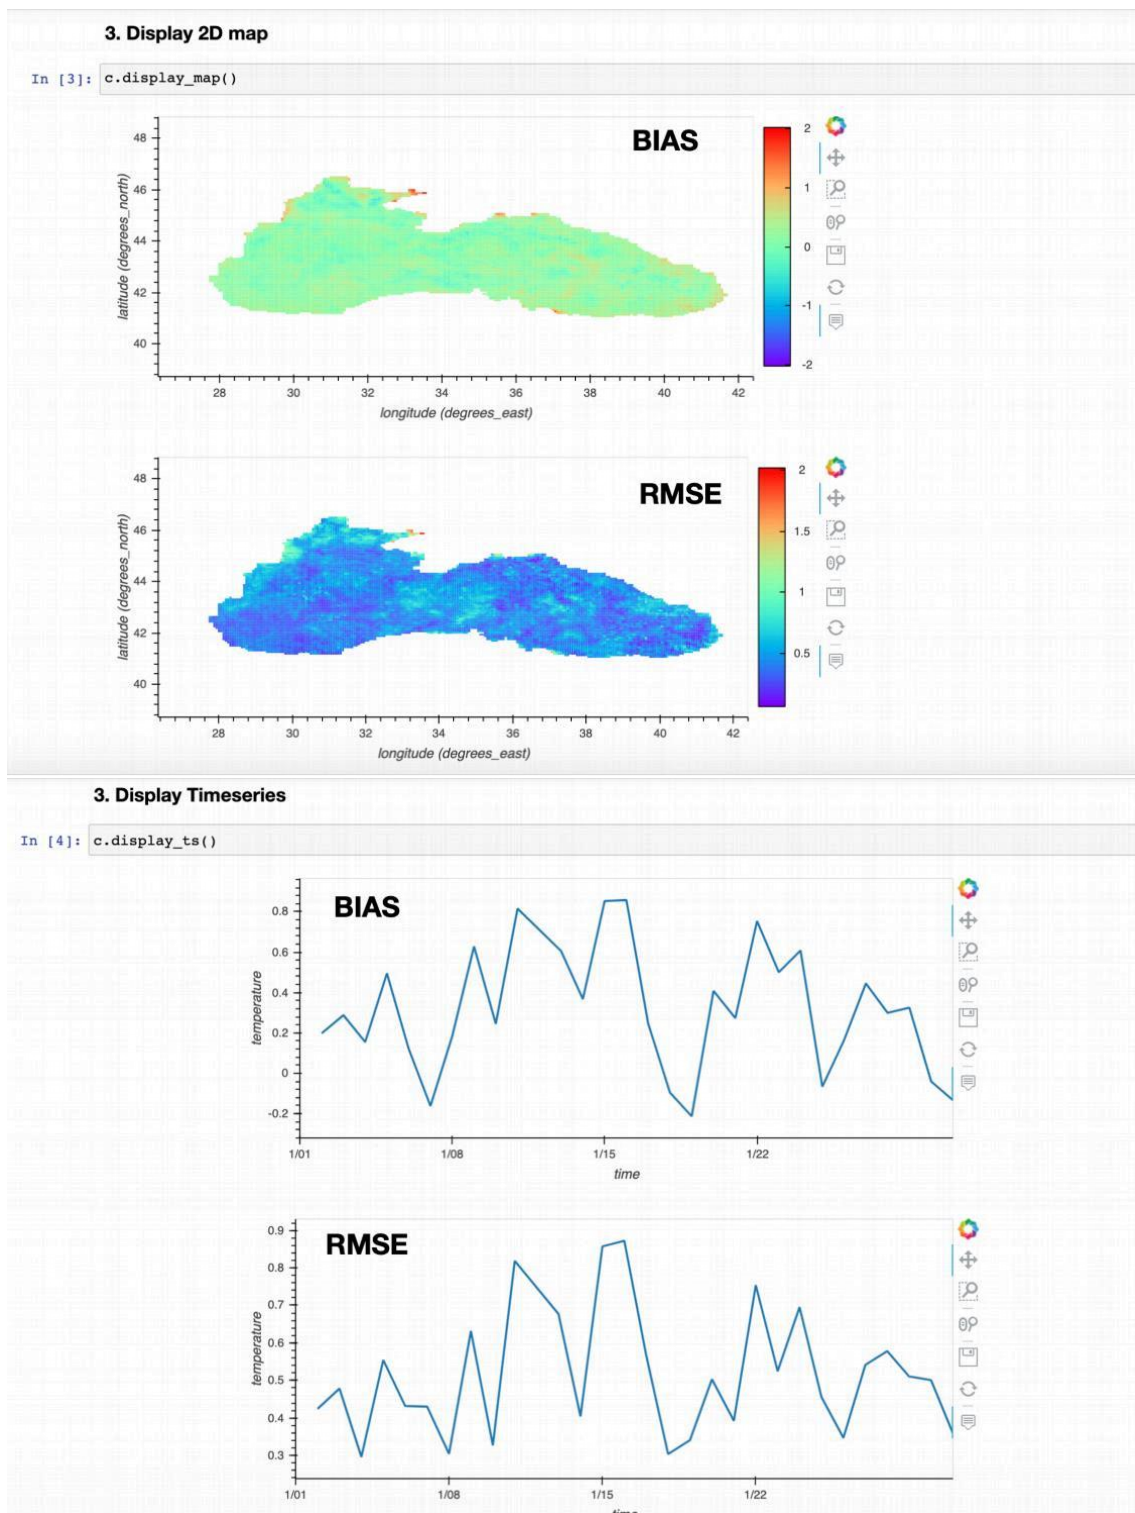 3. Display 2D map
In [3]: c.display_map()
BIAS
latitude (degrees_north)
48
46
44
42
40
28 30 32 34 36 38 40 42
longitude (degrees_east)
2
1
0
-1
-2
RMSE
latitude (degrees_north)
48
46
44
42
40
28 30 32 34 36 38 40 42
longitude (degrees_east)
2
1.5
1
0.5
3. Display Timeseries
In [4]: c.display_ts()
BIAS
temperature
0.8
0.6
0.4
0.2
0
-0.2
1/01 1/08 1/15 1/22
time
RMSE
temperature
0.9
0.8
0.7
0.6
0.5
0.4
0.3
1/01 1/08 1/15 1/22